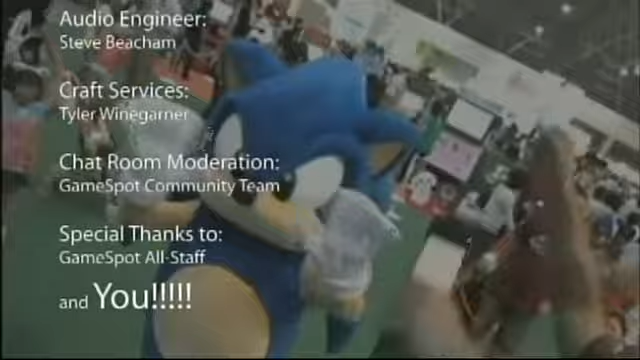 Audio Engineer:
Steve Beacham
Craft Services:
Tyler Winegarner
Chat Room Moderation:
GameSpot Community Team
Special Thanks to:
GameSpot All-Staff
and You!!!!!